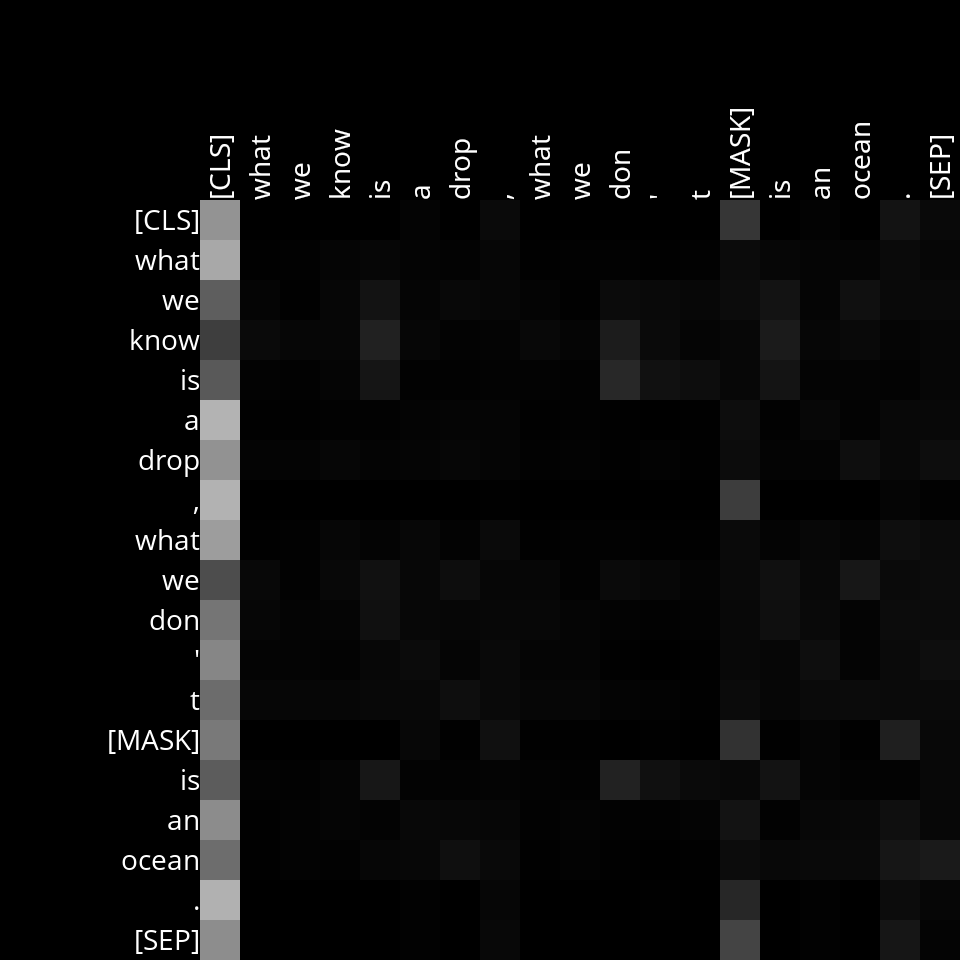 [CLS] what we know is a drop , what we don ' t [MASK] is an ocean . [SEP]
[CLS]
what
we
know
is
a
drop
,
what
we
don
'
t
[MASK]
is
an
ocean
.
[SEP]